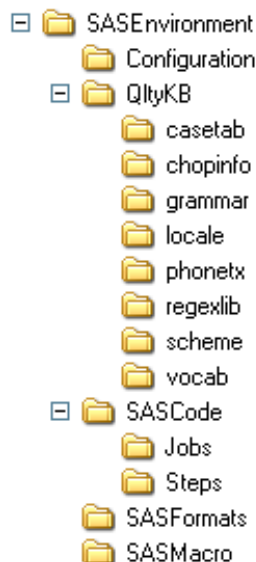 SASEnvironment
Configuration
QltyKB
casetab
chopinfo
grammar
locale
phonetx
regexlib
scheme
vocab
SASCode
Jobs
Steps
SASFormats
SASMacro